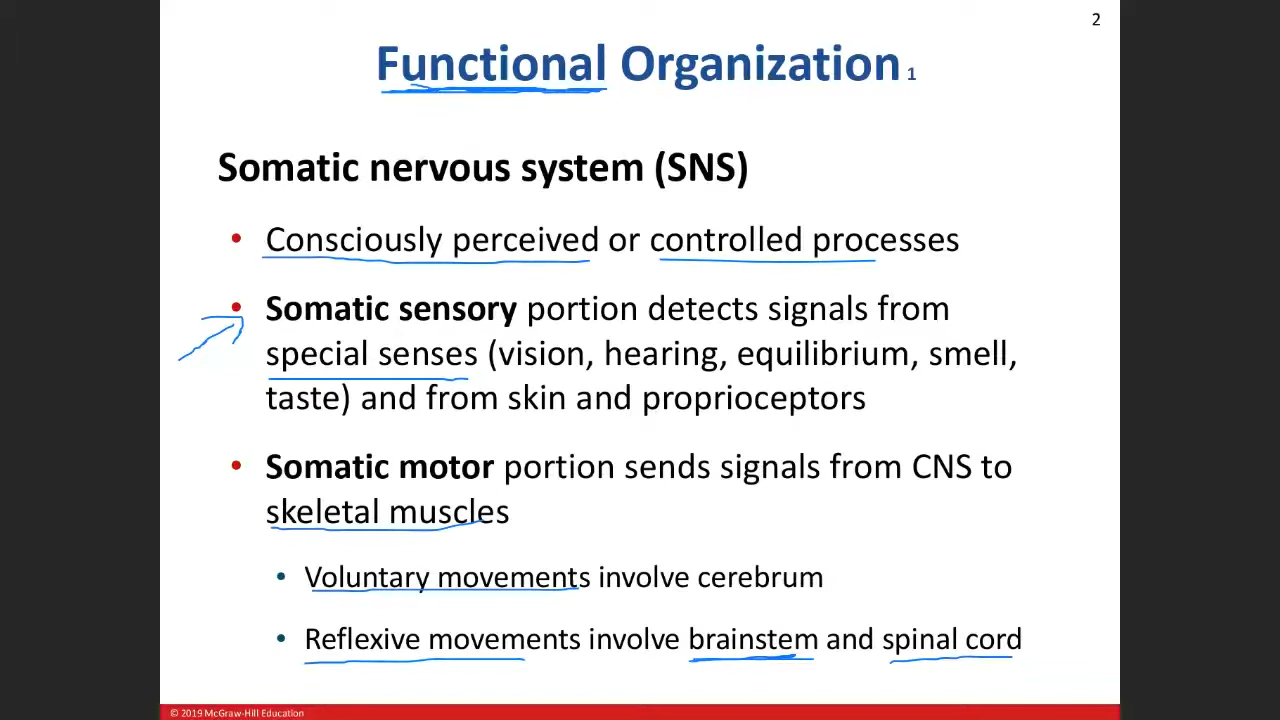 2
Functional Organization 1
Somatic nervous system (SNS)
• Consciously perceived or controlled processes
• Somatic sensory portion detects signals from
special senses (vision, hearing, equilibrium, smell,
taste) and from skin and proprioceptors
• Somatic motor portion sends signals from CNS to
skeletal muscles
• Voluntary movements involve cerebrum
• Reflexive movements involve brainstem and spinal cord
© 2019 McGraw-Hill Education